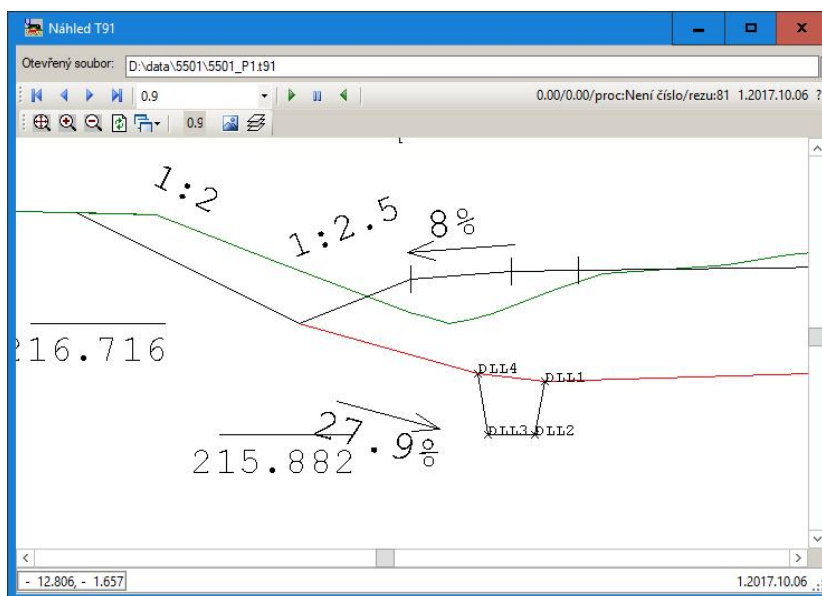 Náhled T91
Otevřený soubor: D:\data\5501\5501_P1.t91
0.9 0.00/0.00/proc:Není číslo/rezu:81 1.2017.10.06 ?
0.9
1:2
1:2.5
8%
216.716
DLL4
DLL1
27.9%
DLL3
DLL2
215.882
- 12.806, - 1.657 1.2017.10.06